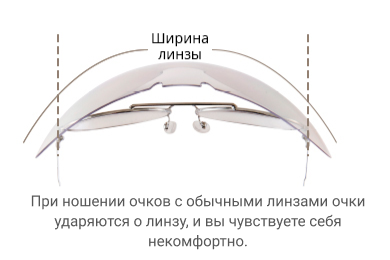 Ширина
линзы
При ношении очков с обычными линзами очки
ударяются о линзу, и вы чувствуете себя
некомфортно.